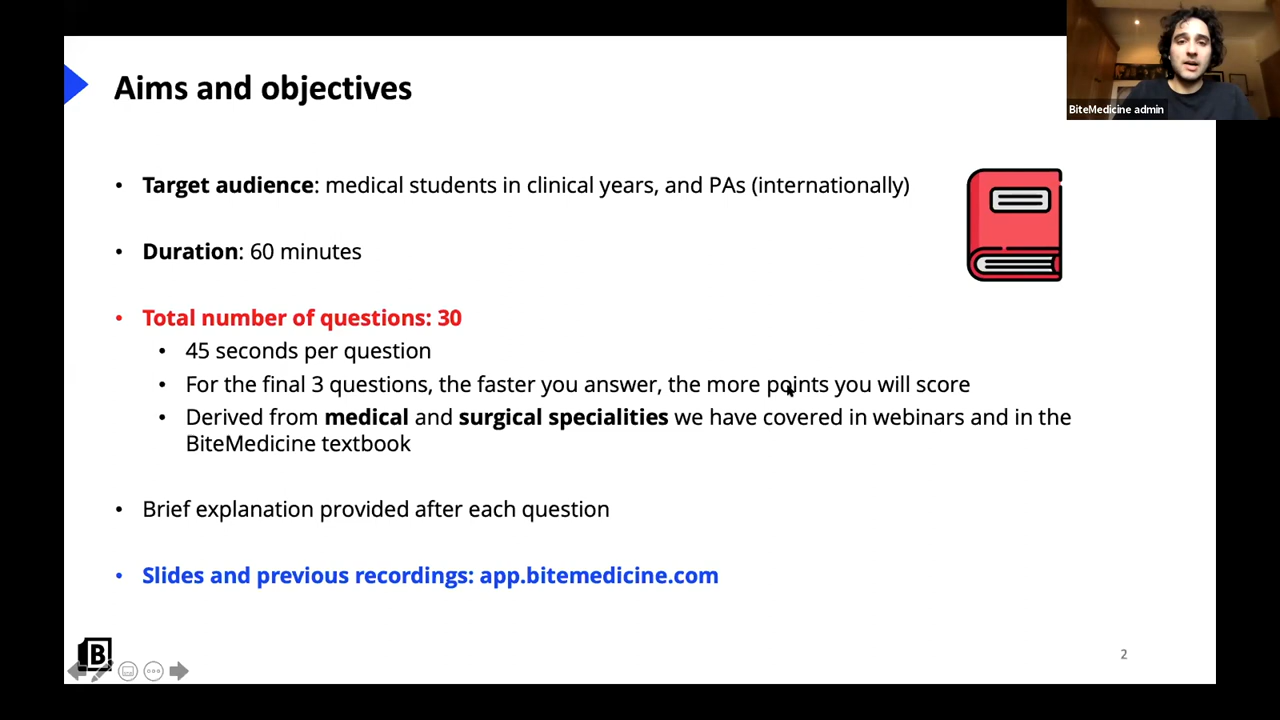 Aims and objectives
BiteMedicine admin
• Target audience: medical students in clinical years, and PAs (internationally)
• Duration: 60 minutes
• Total number of questions: 30
• 45 seconds per question
• For the final 3 questions, the faster you answer, the more points you will score
• Derived from medical and surgical specialities we have covered in webinars and in the
BiteMedicine textbook
• Brief explanation provided after each question
• Slides and previous recordings: app.bitemedicine.com
B
2